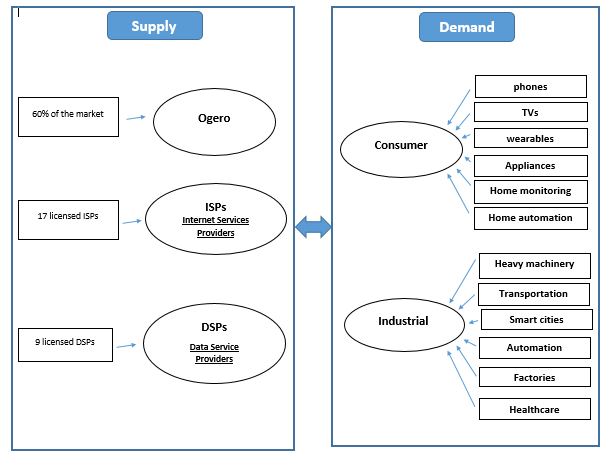 Supply
60% of the market
Ogero
17 licensed ISPs
ISPs
Internet Services
Providers
9 licensed DSPs
DSPs
Data Service
Providers
Demand
Consumer
phones
TVs
wearables
Appliances
Home monitoring
Home automation
Industrial
Heavy machinery
Transportation
Smart cities
Automation
Factories
Healthcare